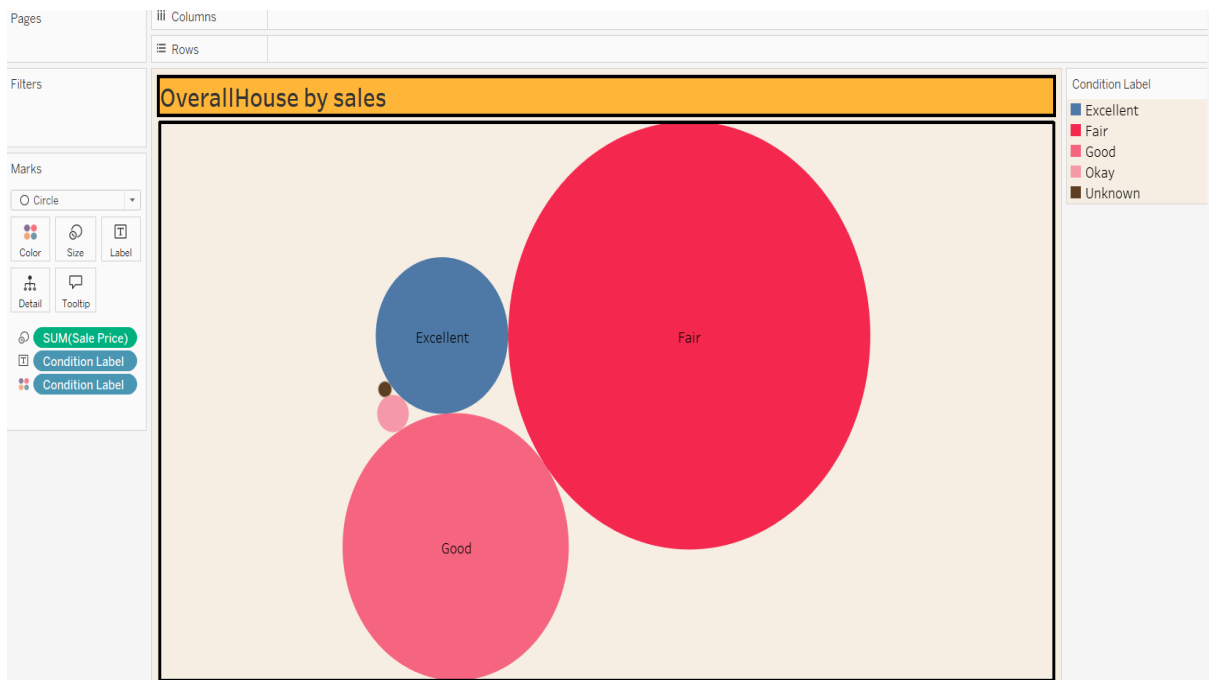 Pages
Columns
Rows
Filters
OverallHouse by sales
Condition Label
Excellent
Fair
Good
Okay
Unknown
Marks
Circle
Color Size Label
Detail Tooltip
SUM(Sale Price)
Condition Label
Condition Label
Excellent
Fair
Good